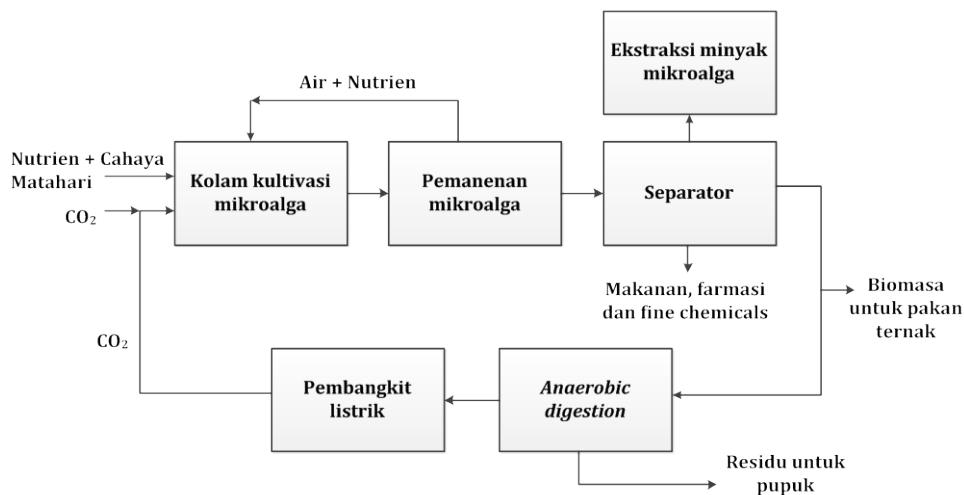 Ekstraksi minyak
mikroalga
Air + Nutrien
Nutrien + Cahaya
Matahari
CO₂
Kolam kultivasi
mikroalga
Pemanenan
mikroalga
Separator
Makanan, farmasi
dan fine chemicals
Biomasa
untuk pakan
ternak
CO₂
Pembangkit
listrik
Anaerobic
digestion
Residu untuk
pupuk